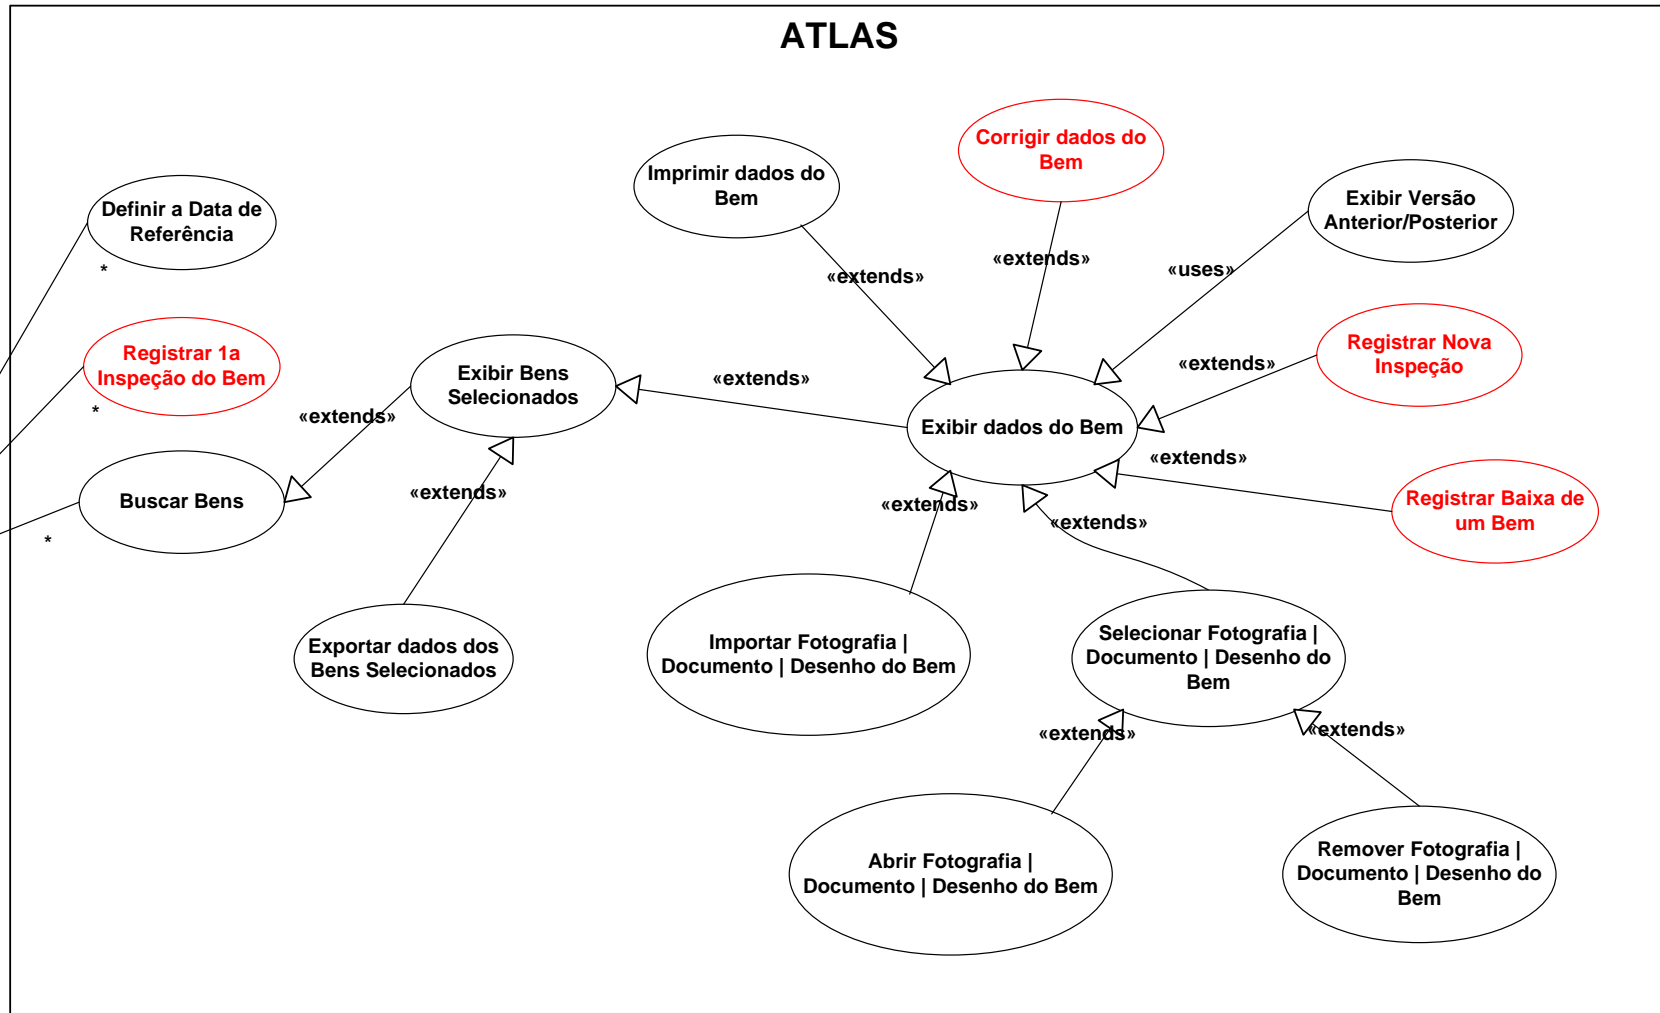 ATLAS
Corrigir dados do
Bem
Imprimir dados do
Bem
Exibir Versão
Anterior/Posterior
Definir a Data de
Referência
*
«extends»
«extends»
«uses»
Registrar 1a
Inspeção do Bem
*
Exibir Bens
Selecionados
«extends»
«extends»
Registrar Nova
Inspeção
«extends»
Exibir dados do Bem
«extends»
Buscar Bens
*
«extends»
«extends»
«extends»
Registrar Baixa de
um Bem
Exportar dados dos
Bens Selecionados
Importar Fotografia |
Documento | Desenho do Bem
Selecionar Fotografia |
Documento | Desenho do
Bem
«extends»
«extends»
Abrir Fotografia |
Documento | Desenho do Bem
Remover Fotografia |
Documento | Desenho do
Bem